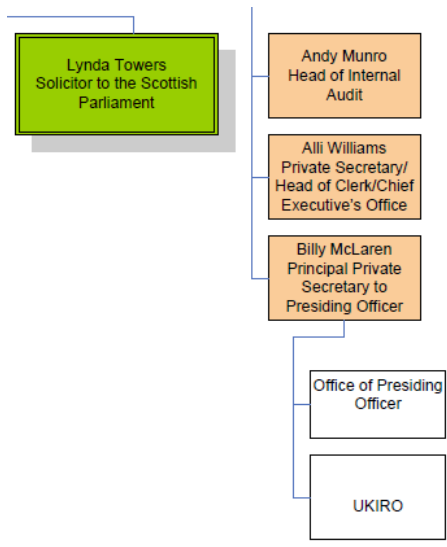 Lynda Towers
Solicitor to the Scottish
Parliament
Andy Munro
Head of Internal
Audit
Alli Williams
Private Secretary/
Head of Clerk/Chief
Executive's Office
Billy McLaren
Principal Private
Secretary to
Presiding Officer
Office of Presiding
Officer
UKIRO